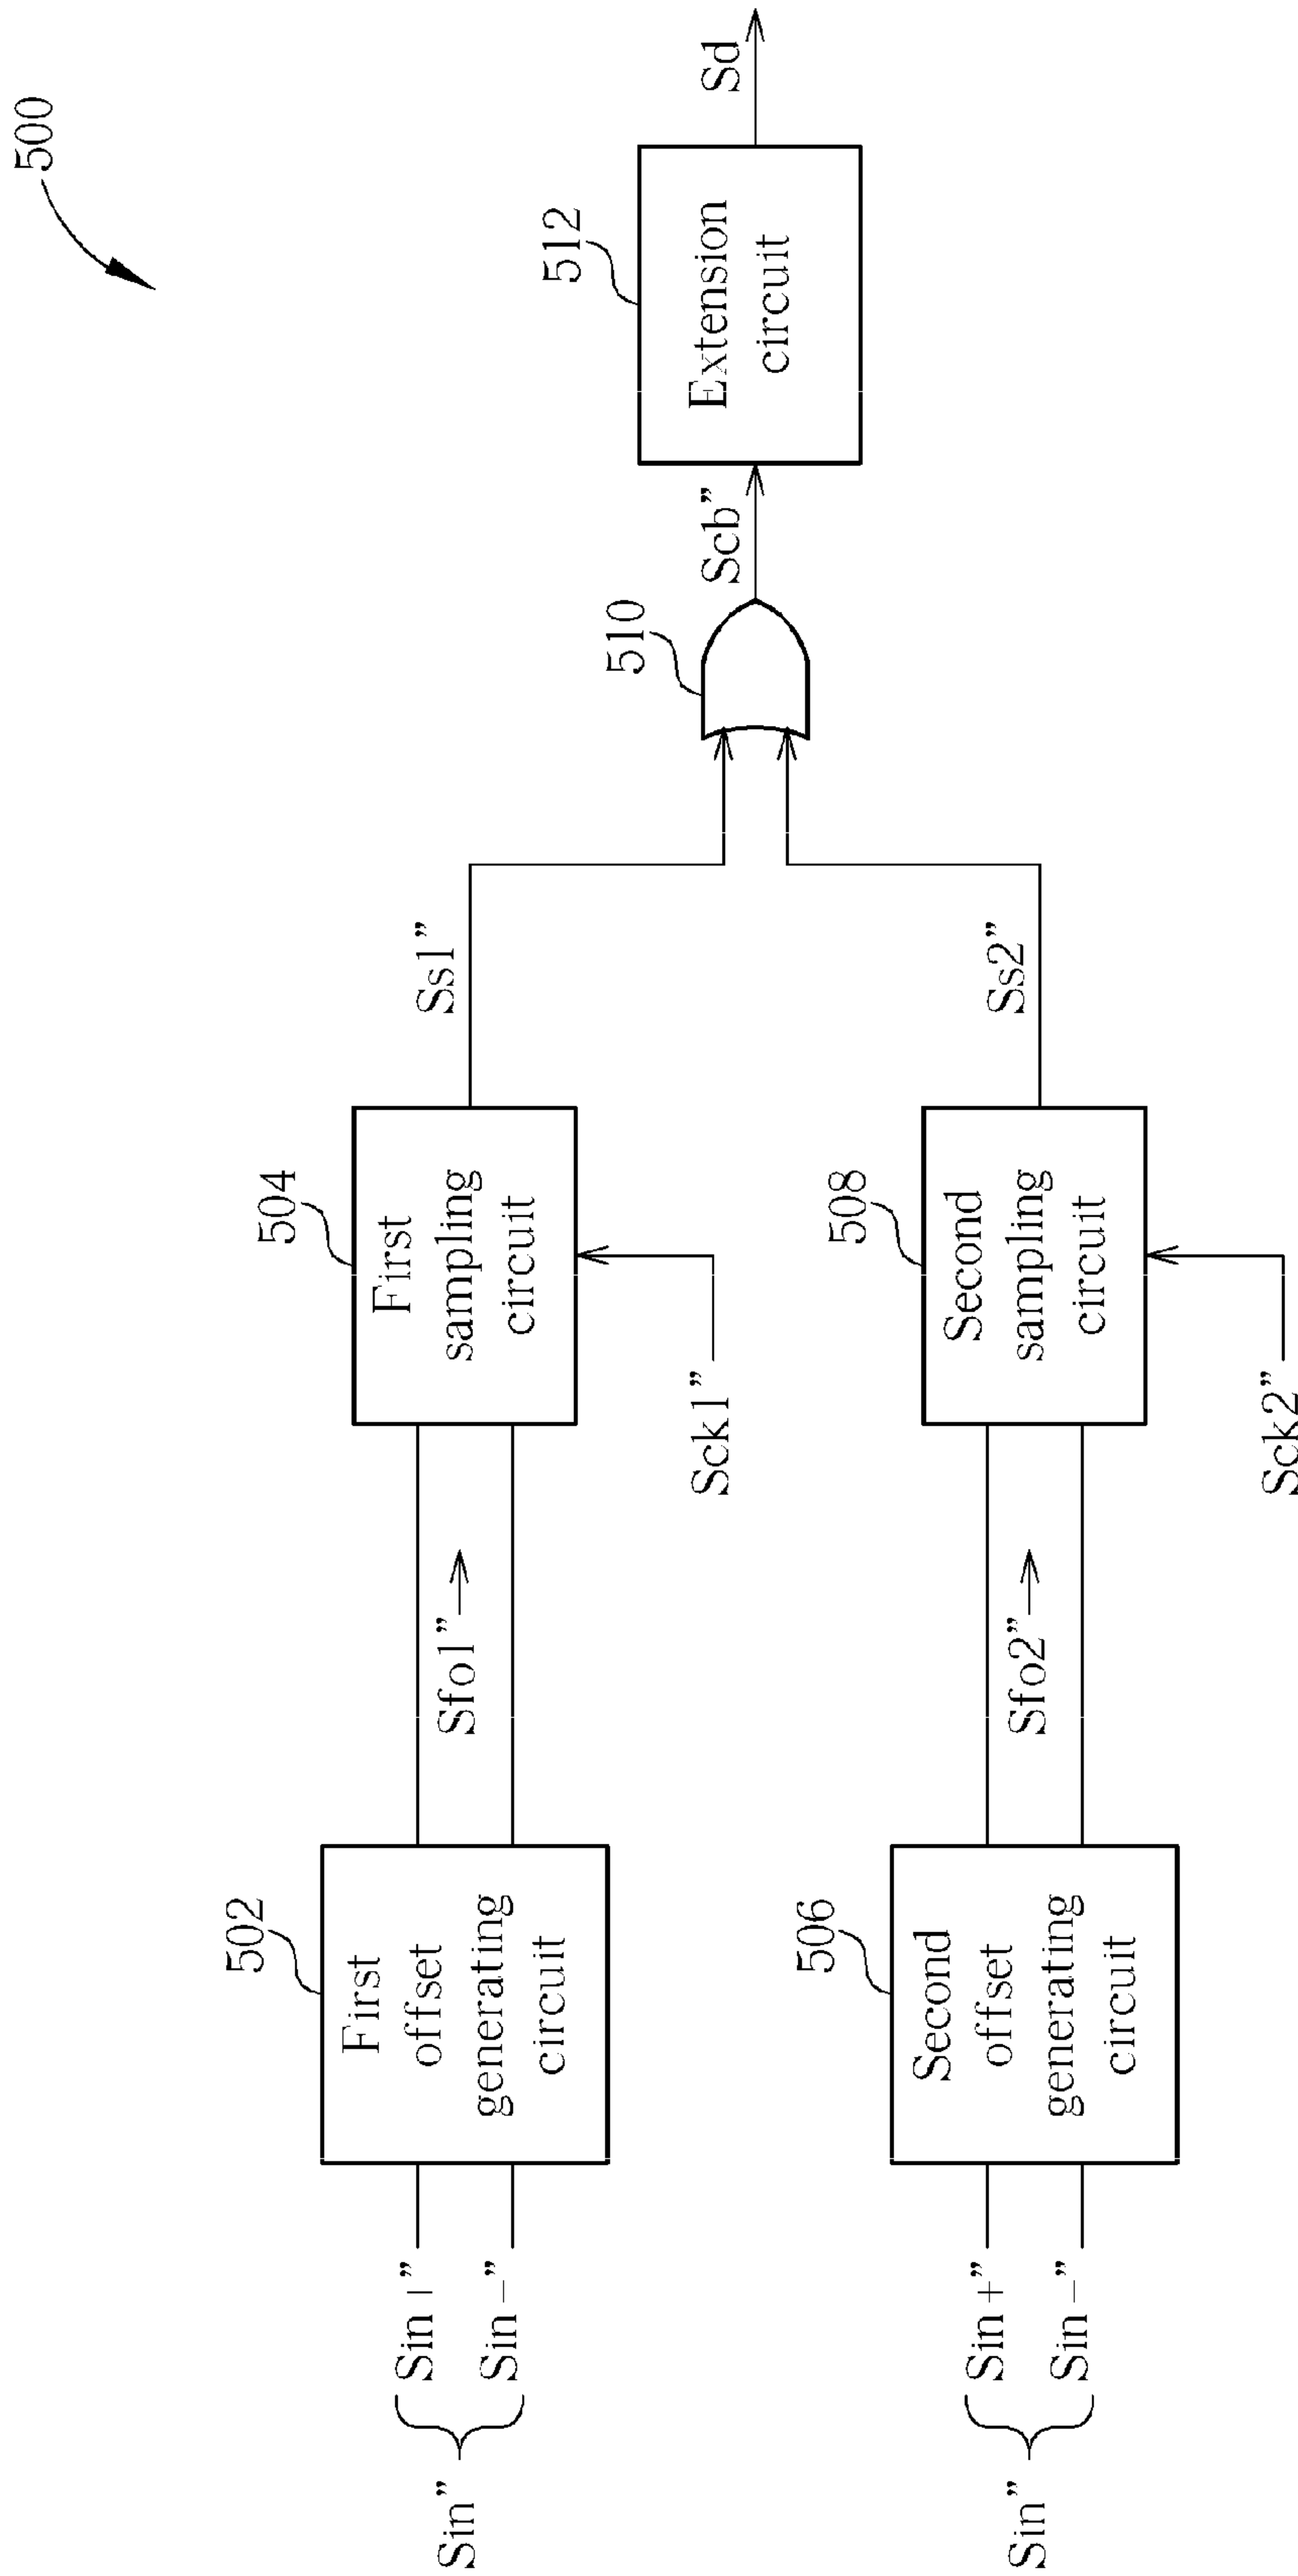 500
Sin”
Sin+”
Sin−”
502
First
offset
generating
circuit
Sfo1”
504
First
sampling
circuit
Sck1”
Ss1”
Sin”
Sin+”
Sin−”
506
Second
offset
generating
circuit
Sfo2”
508
Second
sampling
circuit
Sck2”
Ss2”
510
Scb”
512
Extension
circuit
Sd